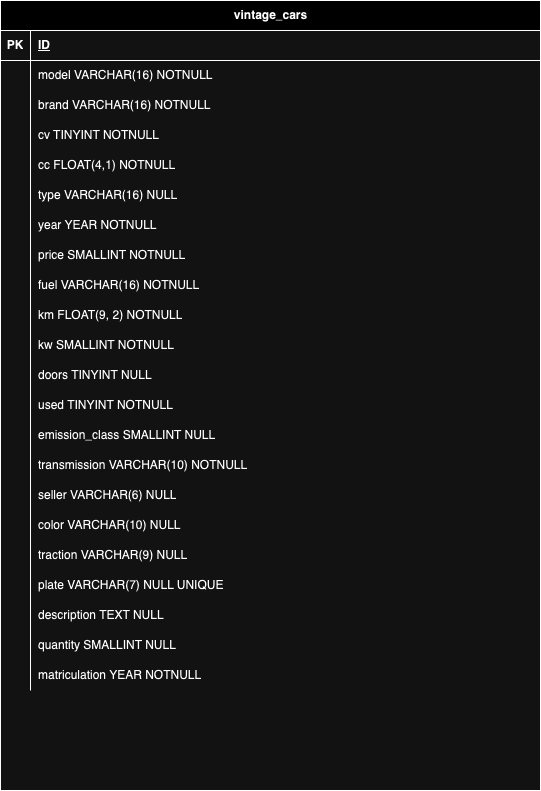 vintage_cars
PK ID
model VARCHAR(16) NOTNULL
brand VARCHAR(16) NOTNULL
cv TINYINT NOTNULL
cc FLOAT(4,1) NOTNULL
type VARCHAR(16) NULL
year YEAR NOTNULL
price SMALLINT NOTNULL
fuel VARCHAR(16) NOTNULL
km FLOAT(9, 2) NOTNULL
kw SMALLINT NOTNULL
doors TINYINT NULL
used TINYINT NOTNULL
emission_class SMALLINT NULL
transmission VARCHAR(10) NOTNULL
seller VARCHAR(6) NULL
color VARCHAR(10) NULL
traction VARCHAR(9) NULL
plate VARCHAR(7) NULL UNIQUE
description TEXT NULL
quantity SMALLINT NULL
matriculation YEAR NOTNULL